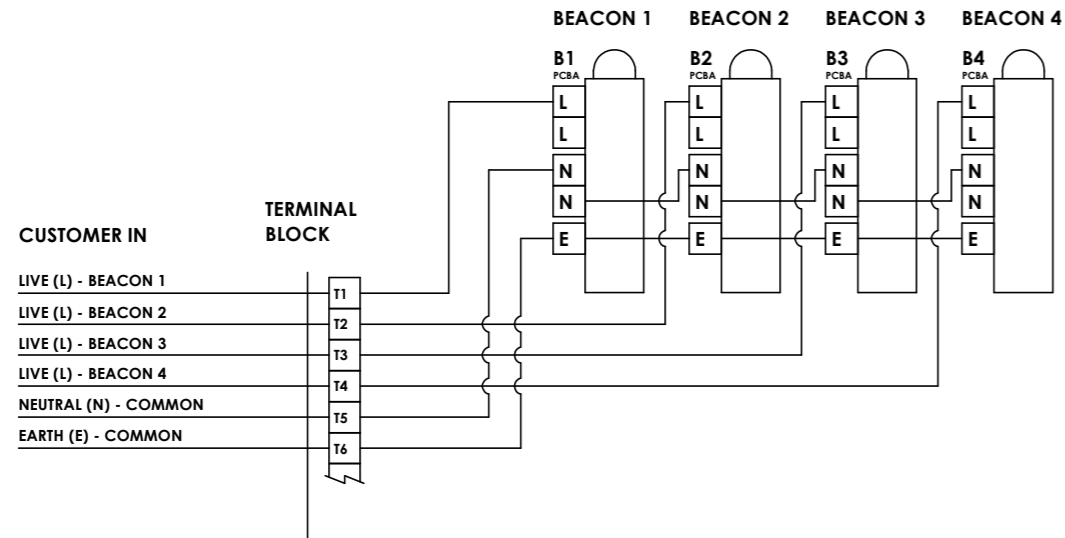 BEACON 1 BEACON 2 BEACON 3 BEACON 4
B1 B2 B3 B4
PCBA PCBA PCBA PCBA
L L L L
L L L L
N N N N
N N N N
E E E E
TERMINAL
BLOCK
CUSTOMER IN
LIVE (L) - BEACON 1
T1
LIVE (L) - BEACON 2
T2
LIVE (L) - BEACON 3
T3
LIVE (L) - BEACON 4
T4
NEUTRAL (N) - COMMON
T5
EARTH (E) - COMMON
T6